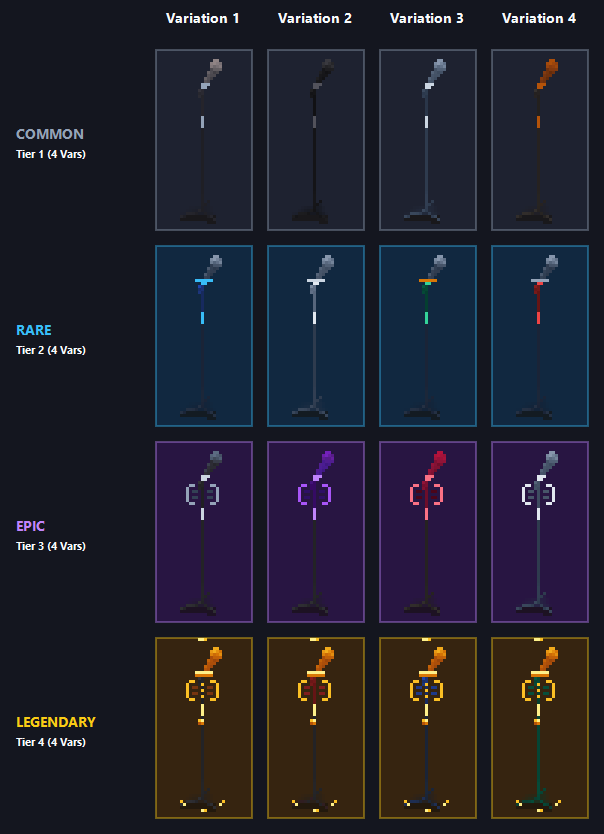 Variation 1 Variation 2 Variation 3 Variation 4
COMMON
Tier 1 (4 Vars)
RARE
Tier 2 (4 Vars)
EPIC
Tier 3 (4 Vars)
LEGENDARY
Tier 4 (4 Vars)